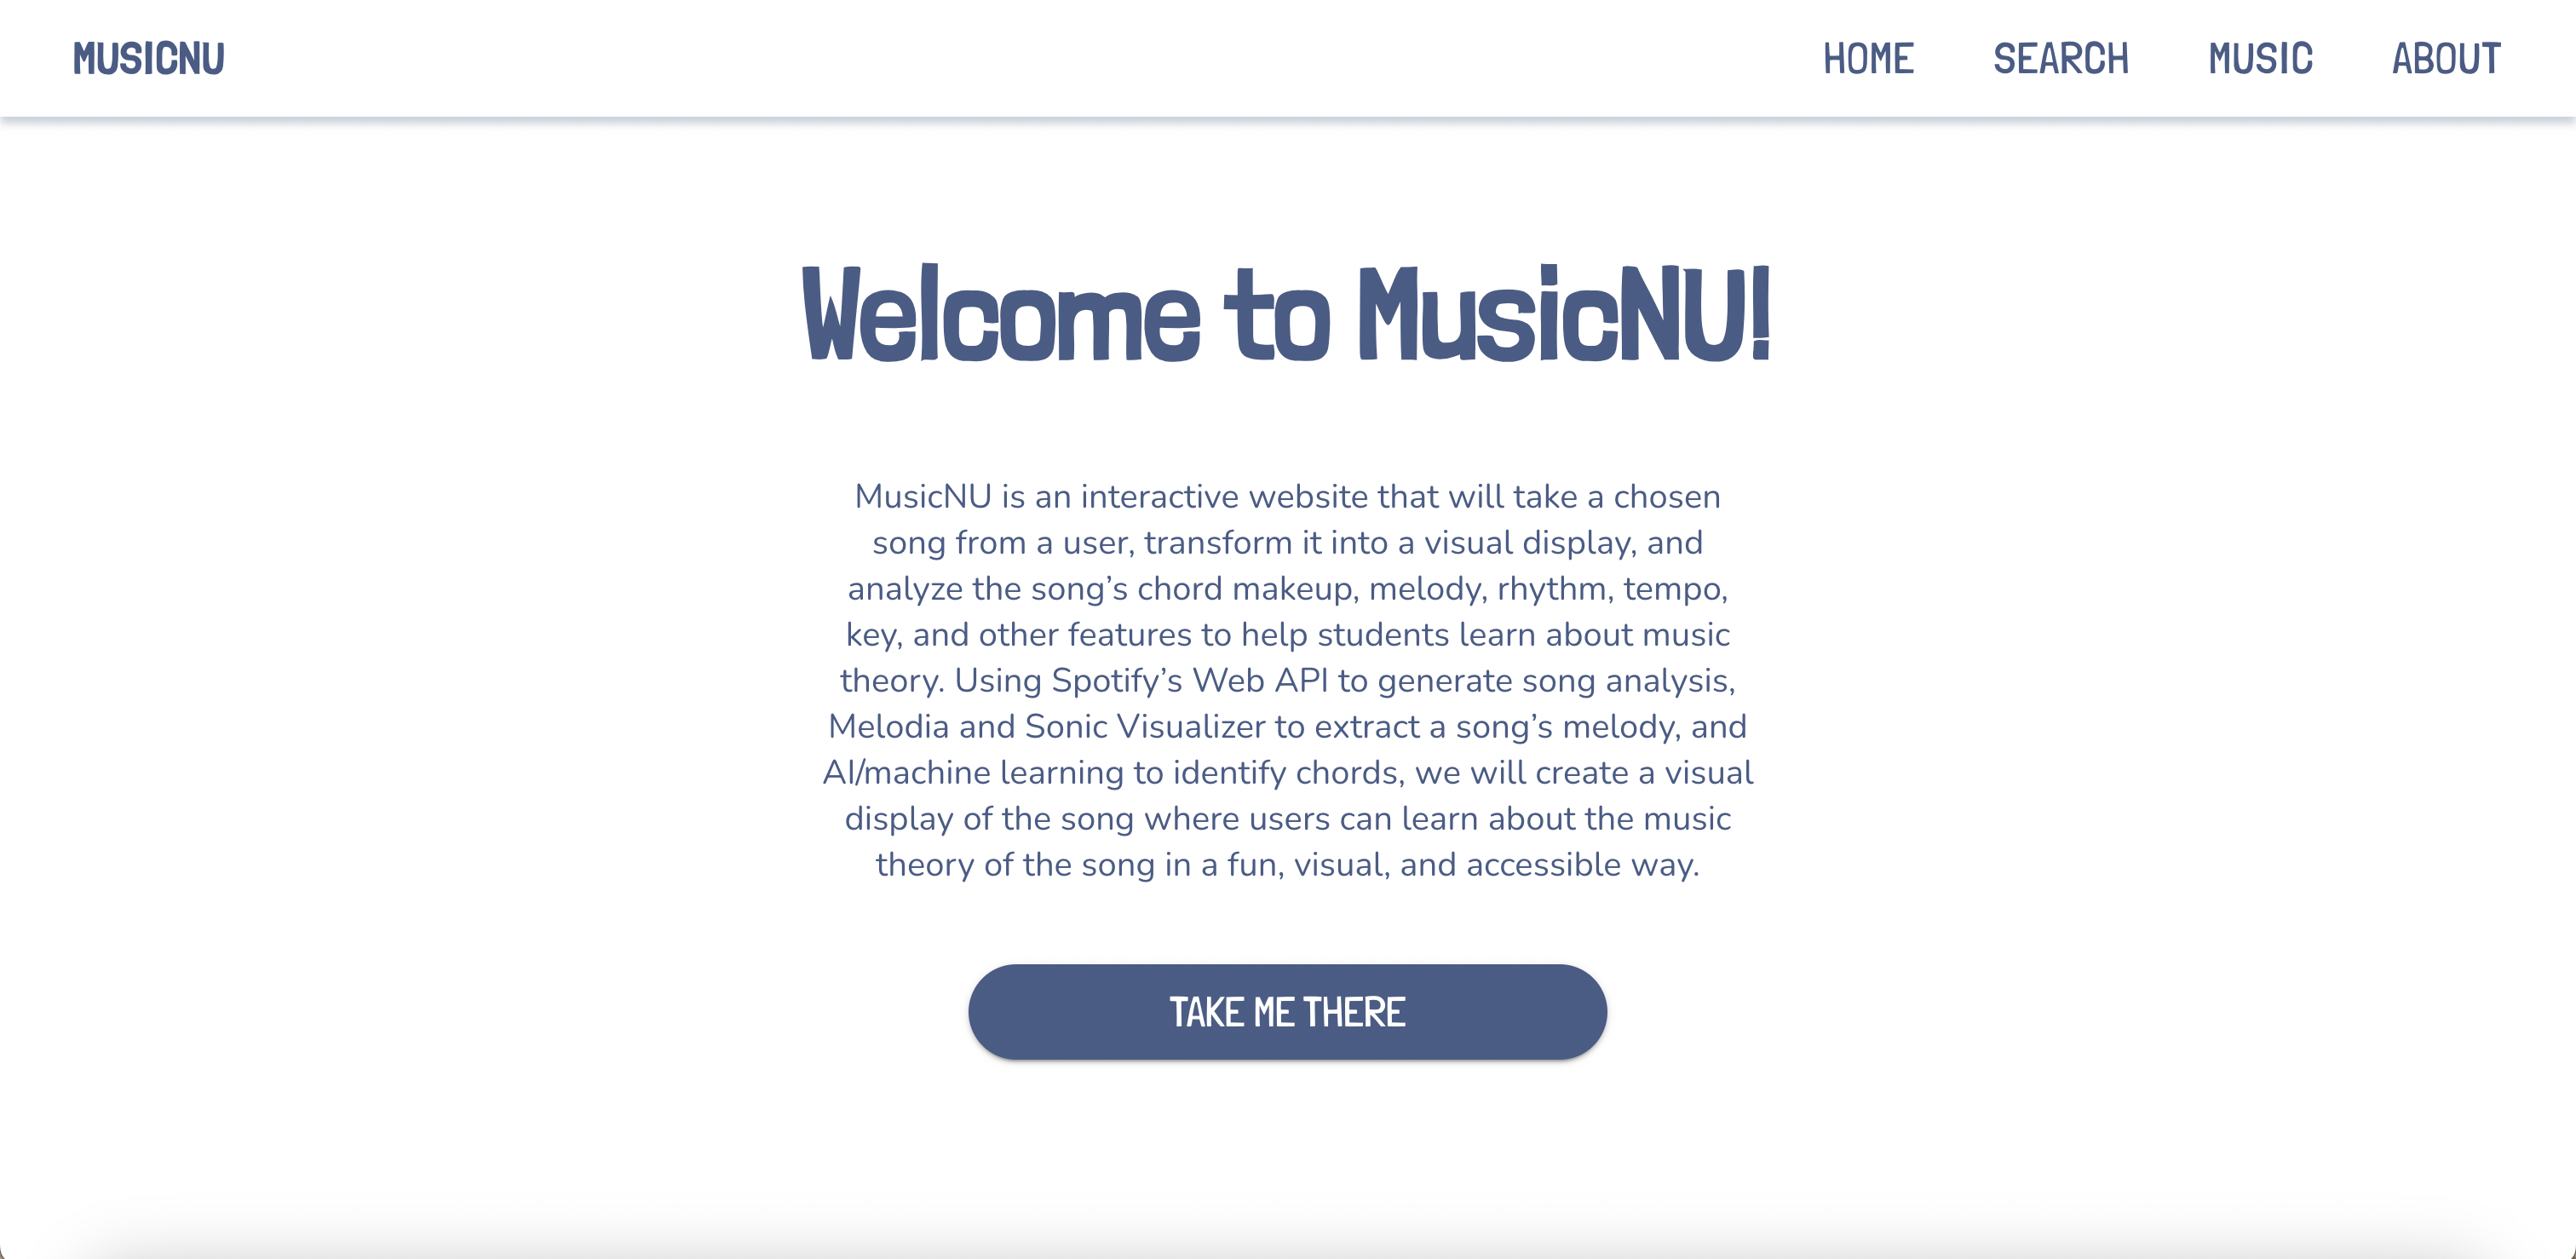 MUSICNU
HOME SEARCH MUSIC ABOUT
Welcome to MusicNU!
MusicNU is an interactive website that will take a chosen
song from a user, transform it into a visual display, and
analyze the song’s chord makeup, melody, rhythm, tempo,
key, and other features to help students learn about music
theory. Using Spotify’s Web API to generate song analysis,
Melodia and Sonic Visualizer to extract a song’s melody, and
AI/machine learning to identify chords, we will create a visual
display of the song where users can learn about the music
theory of the song in a fun, visual, and accessible way.
TAKE ME THERE